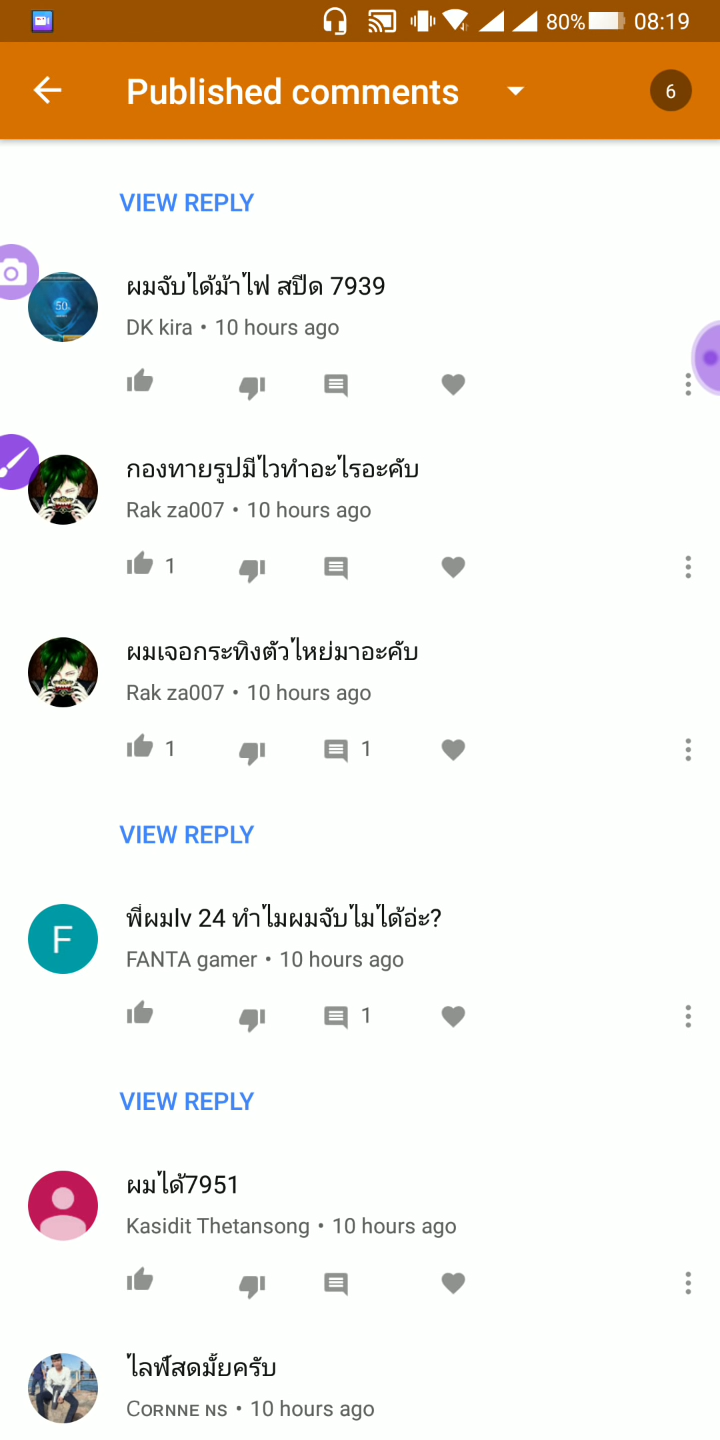 80% 08:19
Published comments 6
VIEW REPLY
ผมจับได้ม้าไฟ สปีด 7939
50
DK kira • 10 hours ago
กองทายรูปมีไวทำอะไรอะคับ
Rak za007 • 10 hours ago
1
ผมเจอกระทิงตัวไหย่มาอะคับ
Rak za007 • 10 hours ago
1 1
VIEW REPLY
พี่ผมlv 24 ทำไมผมจับไม่ได้อ่ะ?
F
FANTA gamer • 10 hours ago
1
VIEW REPLY
ผมได้7951
Kasidit Thetansong • 10 hours ago
ไลฟ์สดมั้ยครับ
Cᴏʀɴɴᴇ ɴs • 10 hours ago